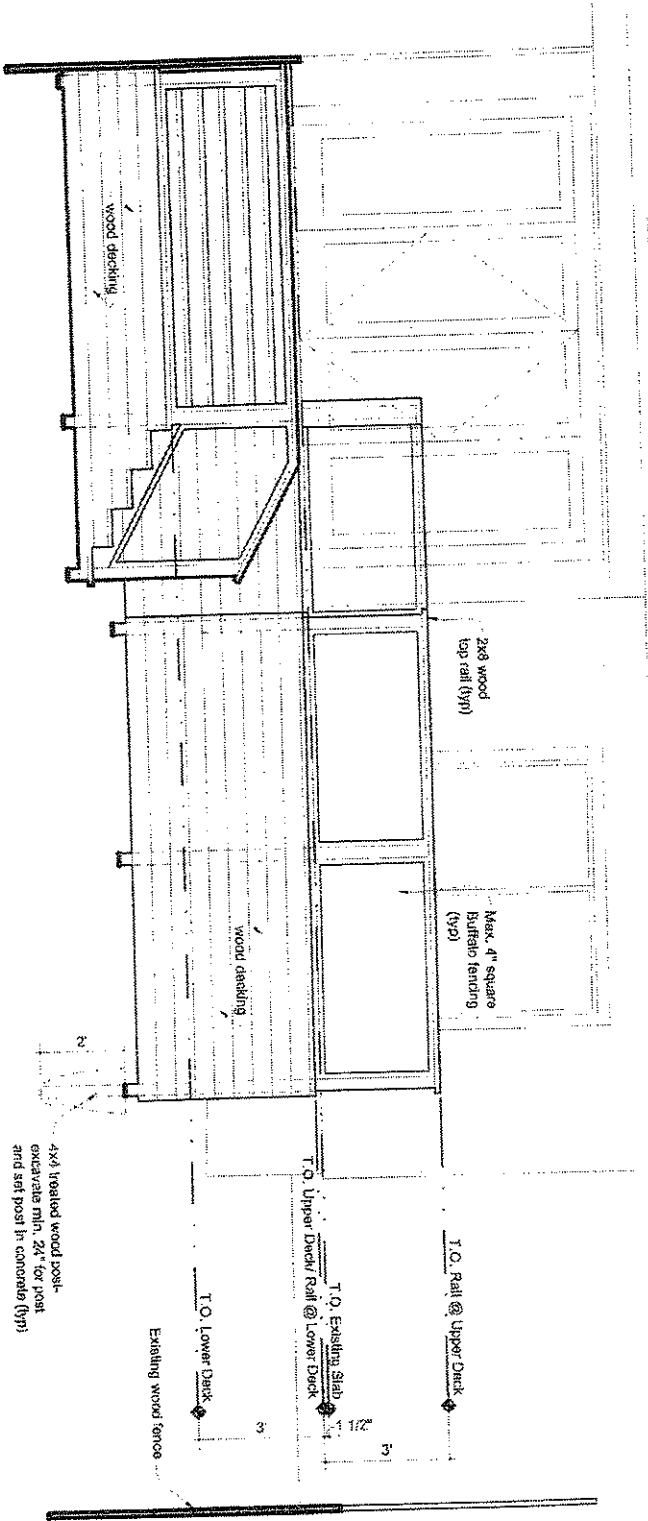 wood decking
2x8 wood
top rail (typ)
Max. 4" square
Buffalo fencing
(typ)
wood decking
2'
4x4 treated wood post-
excavate min. 24" for post
and set post in concrete (typ)
T.O. Rail @ Upper Deck
T.O. Existing Slab
T.O. Upper Deck/ Rail @ Lower Deck
T.O. Lower Deck
Existing wood fence
3'
1 1/2"
3'